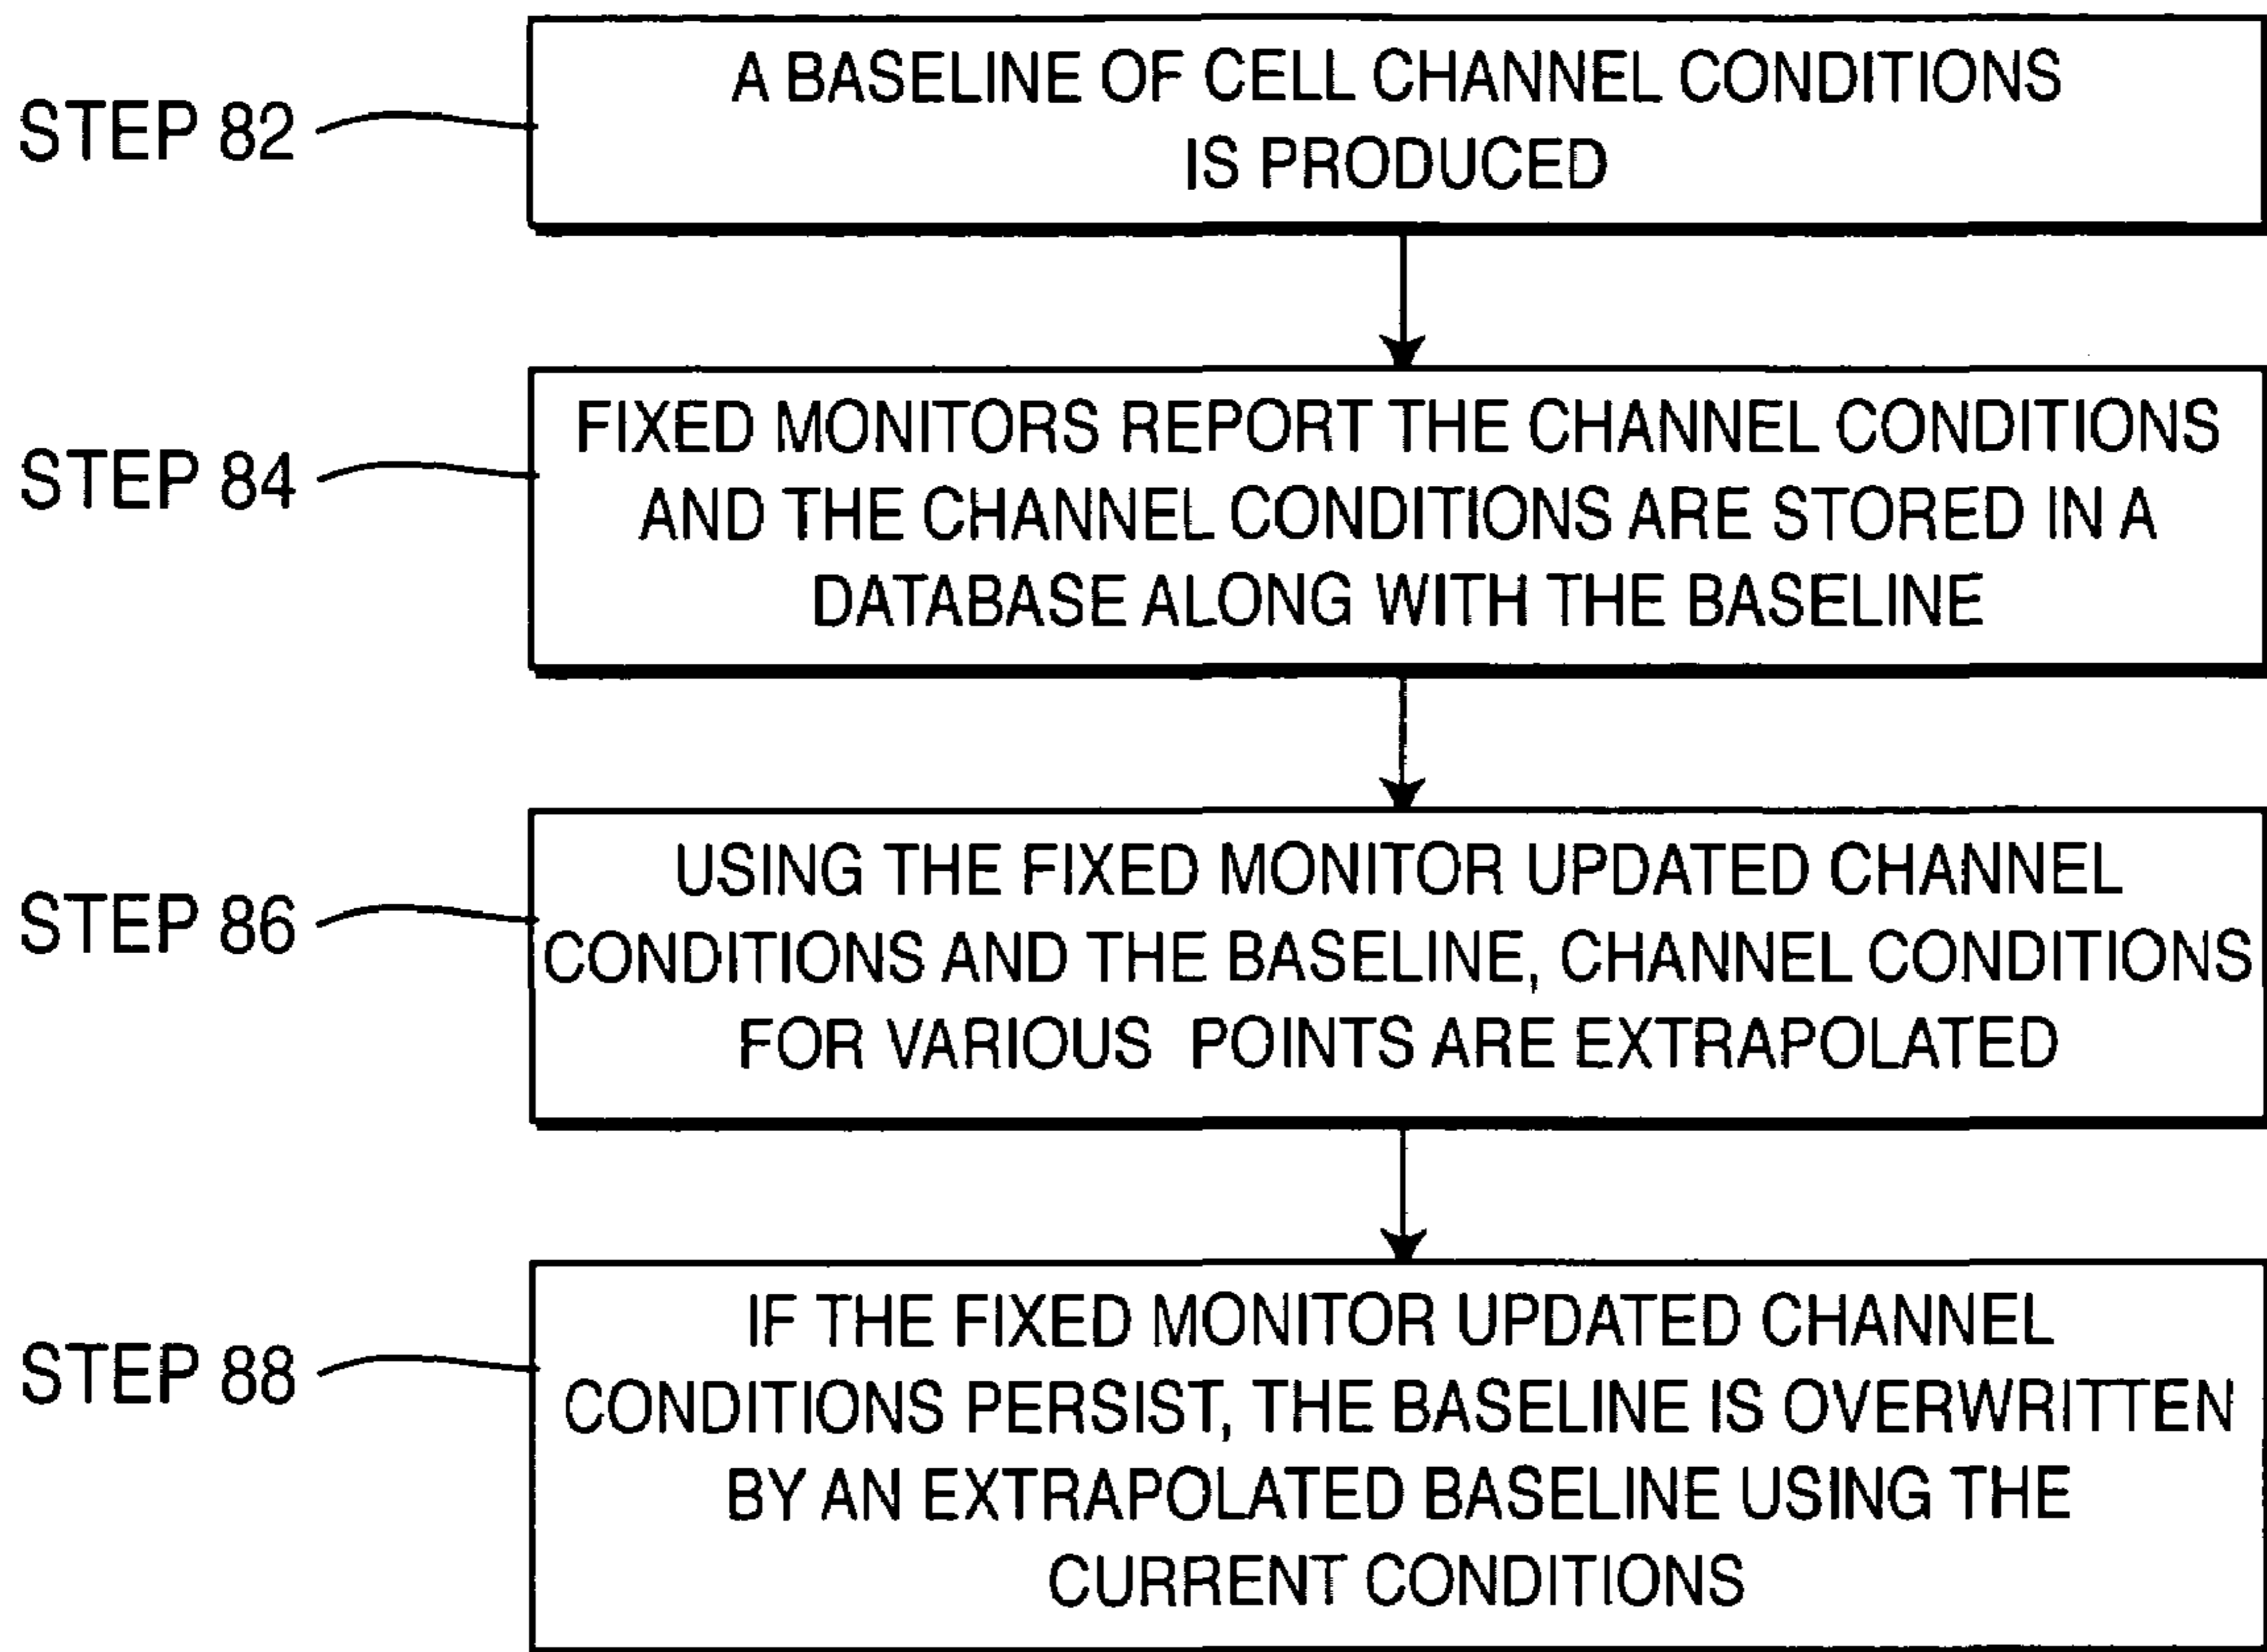 STEP 82
A BASELINE OF CELL CHANNEL CONDITIONS
IS PRODUCED
STEP 84
FIXED MONITORS REPORT THE CHANNEL CONDITIONS
AND THE CHANNEL CONDITIONS ARE STORED IN A
DATABASE ALONG WITH THE BASELINE
STEP 86
USING THE FIXED MONITOR UPDATED CHANNEL
CONDITIONS AND THE BASELINE, CHANNEL CONDITIONS
FOR VARIOUS POINTS ARE EXTRAPOLATED
STEP 88
IF THE FIXED MONITOR UPDATED CHANNEL
CONDITIONS PERSIST, THE BASELINE IS OVERWRITTEN
BY AN EXTRAPOLATED BASELINE USING THE
CURRENT CONDITIONS